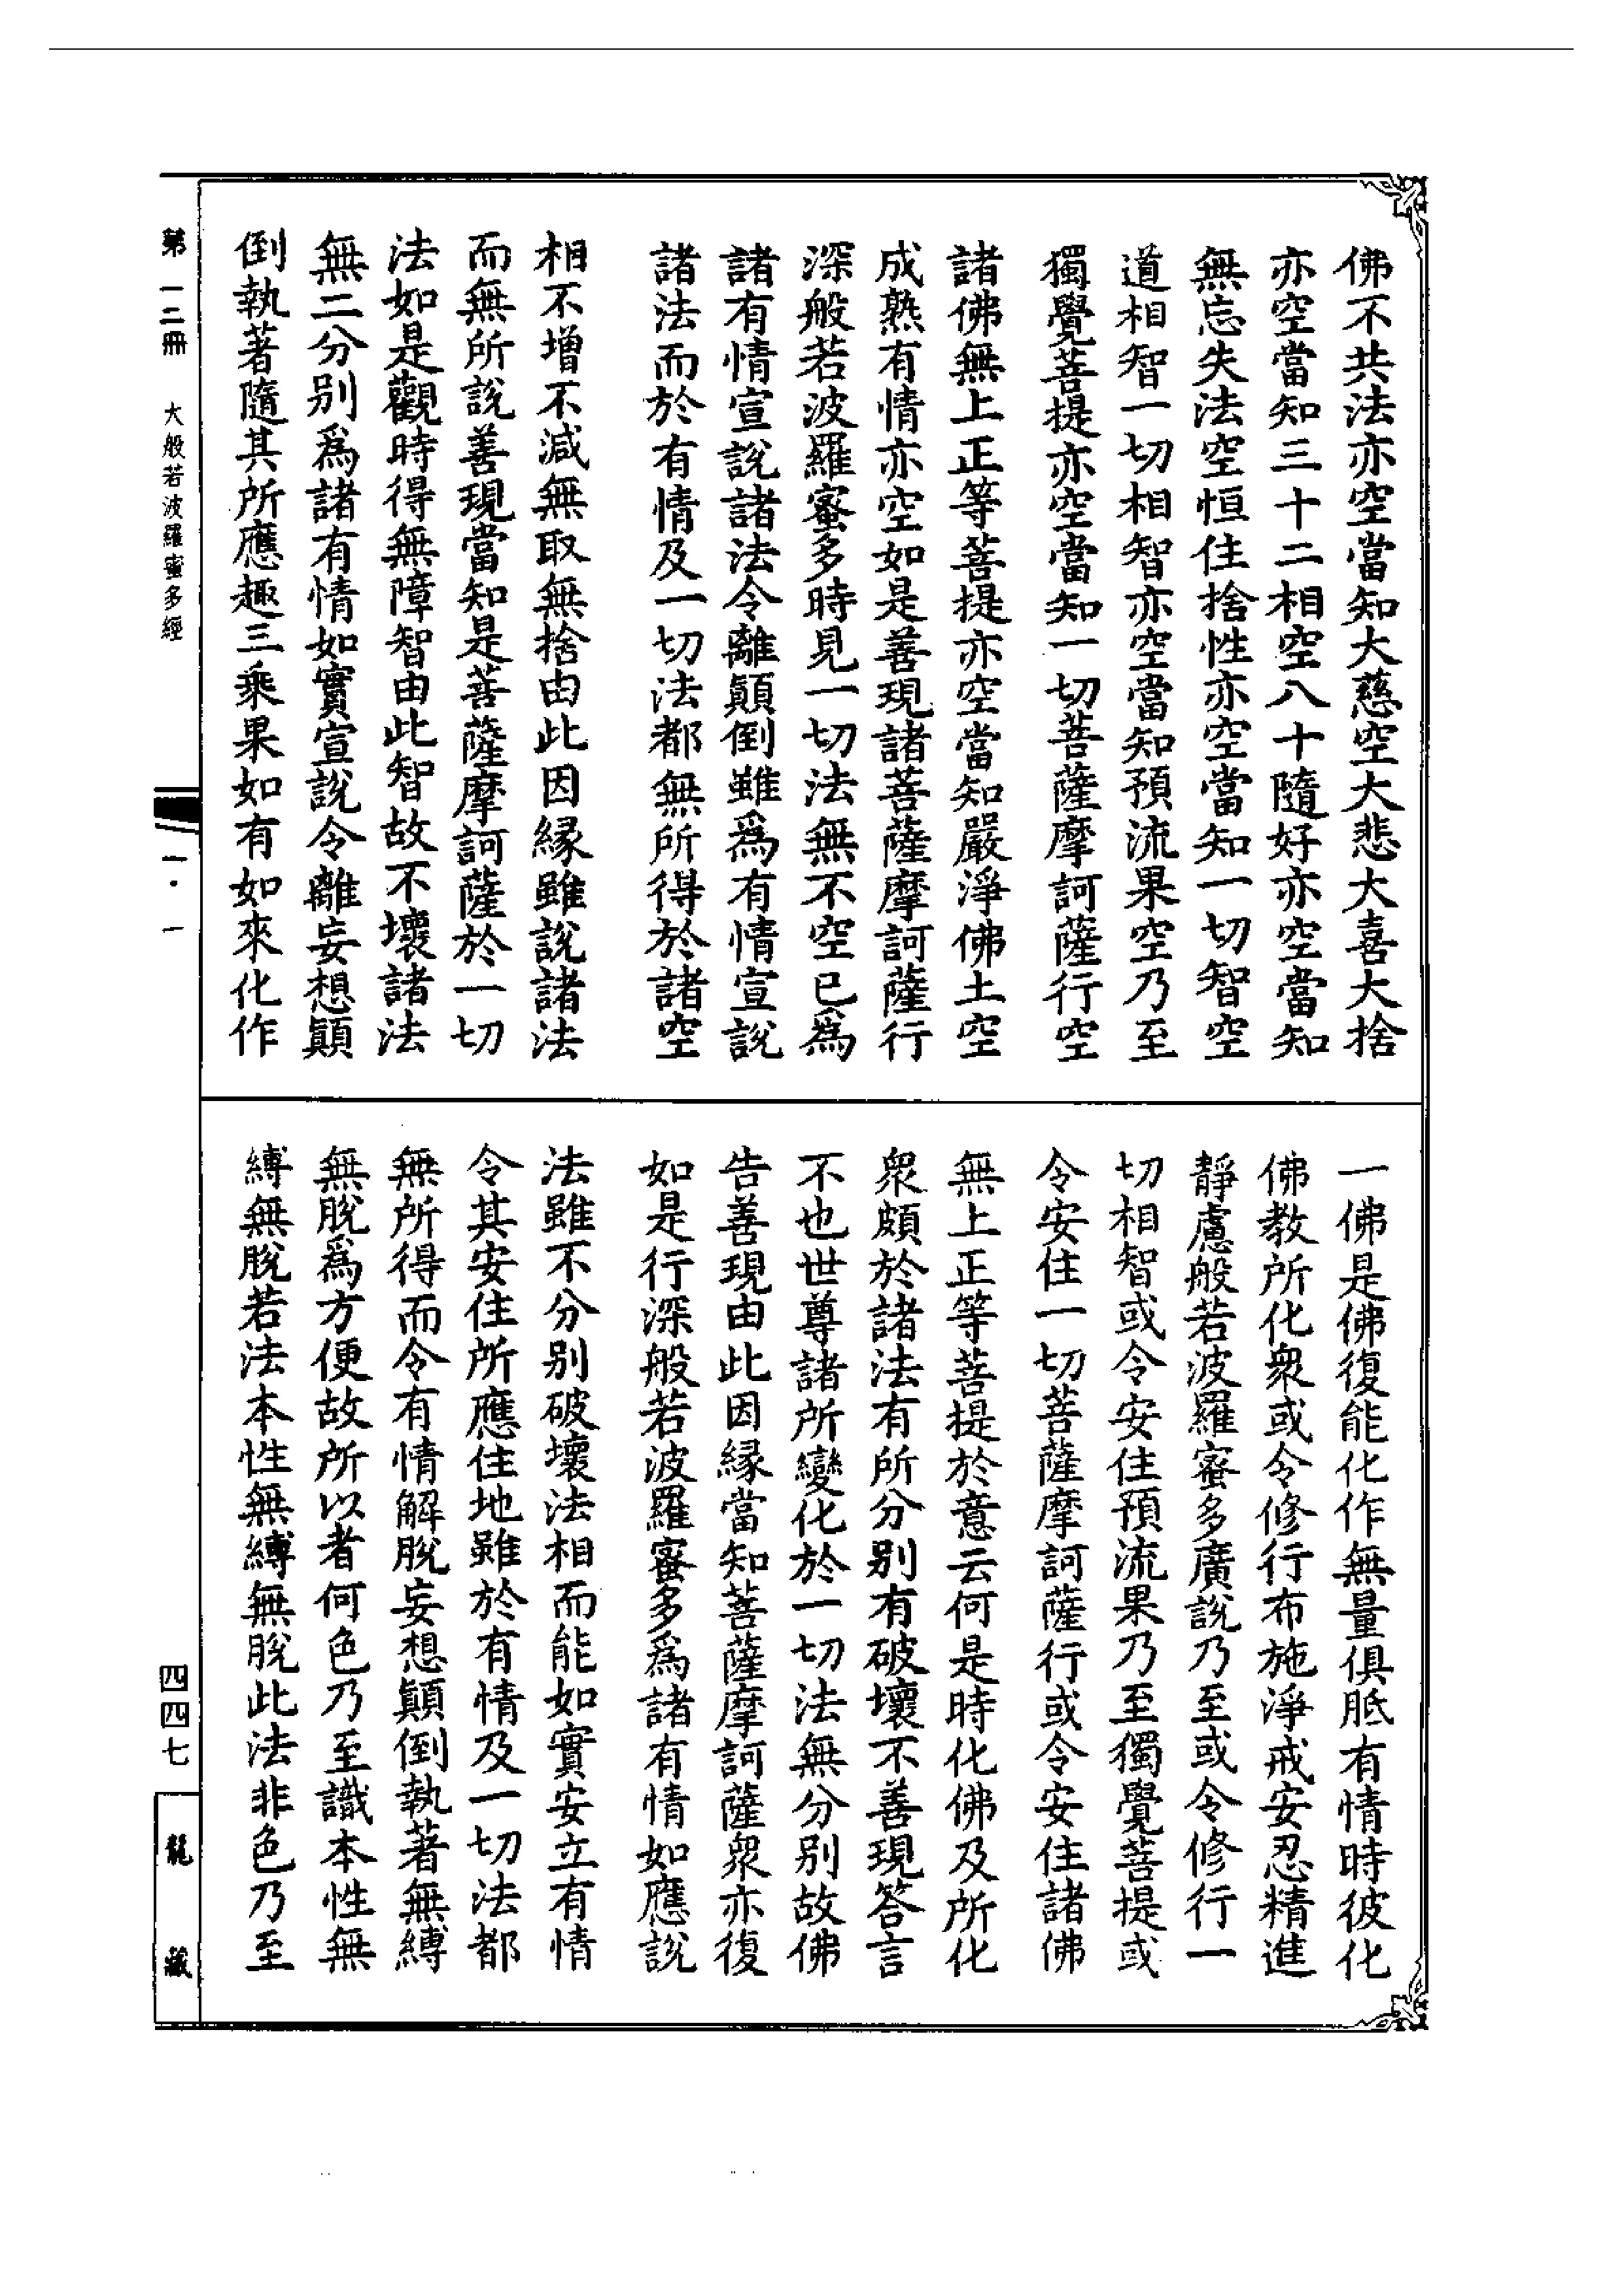 佛不共法亦空當知大慈空大悲大喜大捨
亦空當知三十二相空八十隨好亦空當知
無忘失法空恒住捨性亦空當知一切智空
道相智一切相智亦空當知預流果空乃至
獨覺菩提亦空當知一切菩薩摩訶薩行空
諸佛無上正等菩提亦空當知嚴淨佛土空
成熟有情亦空如是善現諸菩薩摩訶薩行
深般若波羅蜜多時見一切法無不空已為
諸有情宣說諸法令離顛倒雖為有情宣說
諸法而於有情及一切法都無所得於諸空
相不增不減無取無捨由此因緣雖說諸法
而無所說善現當知是菩薩摩訶薩於一切
法如是觀時得無障智由此智故不壞諸法
無二分別為諸有情如實宣說令離妄想顛
倒執著隨其所應趣三乘果如有如來化作
一佛是佛復能化作無量俱胝有情時彼化
佛教所化眾或令修行布施淨戒安忍精進
靜慮般若波羅蜜多廣說乃至或令修行一
切相智或令安住預流果乃至獨覺菩提或
令安住一切菩薩摩訶薩行或令安住諸佛
無上正等菩提於意云何是時化佛及所化
眾頗於諸法有所分別有破壞不善現答言
不也世尊諸所變化於一切法無分別故佛
告善現由此因緣當知菩薩摩訶薩眾亦復
如是行深般若波羅蜜多為諸有情如應說
法雖不分別破壞法相而能如實安立有情
令其安住所應住地雖於有情及一切法都
無所得而令有情解脫妄想顛倒執著無縛
無脫為方便故所以者何色乃至識本性無
縛無脫若法本性無縛無脫此法非色乃至
第一二冊 大般若波羅蜜多經 一·一 四四七 龍藏